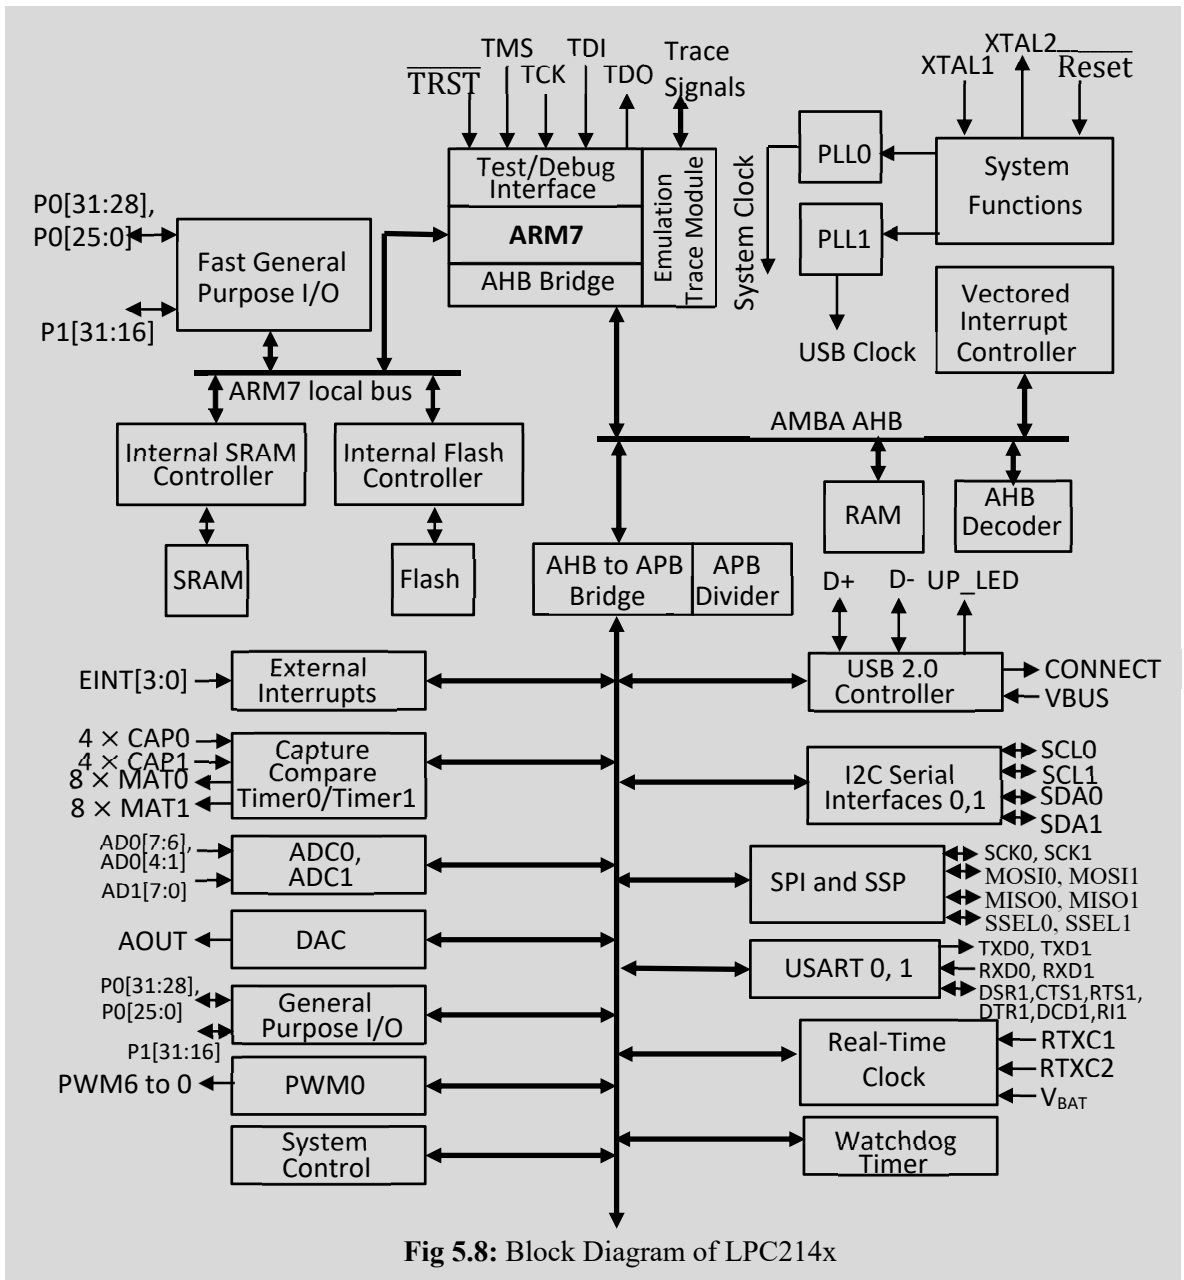 TMS
TDI
Trace
Signals
TRST
TCK
TDO
XTAL2
XTAL1
Reset
Test/Debug
Interface
ARM7
AHB Bridge
Emulation
Trace Module
System Clock
PLL0
PLL1
USB Clock
System
Functions
Vectored
Interrupt
Controller
P0[31:28],
P0[25:0]
P1[31:16]
Fast General
Purpose I/O
ARM7 local bus
Internal SRAM
Controller
Internal Flash
Controller
SRAM
Flash
AMBA AHB
RAM
AHB
Decoder
AHB to APB
Bridge
APB
Divider
D+
D-
UP_LED
EINT[3:0]
External
Interrupts
USB 2.0
Controller
CONNECT
VBUS
4 × CAP0
4 × CAP1
8 × MAT0
8 × MAT1
Capture
Compare
Timer0/Timer1
I2C Serial
Interfaces 0,1
SCL0
SCL1
SDA0
SDA1
AD0[7:6],
AD0[4:1]
AD1[7:0]
ADC0,
ADC1
SPI and SSP
SCK0, SCK1
MOSI0, MOSI1
MISO0, MISO1
SSEL0, SSEL1
AOUT
DAC
USART 0, 1
TXD0, TXD1
RXD0, RXD1
DSR1,CTS1,RTS1,
DTR1,DCD1,RI1
P0[31:28],
P0[25:0]
P1[31:16]
General
Purpose I/O
Real-Time
Clock
RTXC1
RTXC2
VBAT
PWM6 to 0
PWM0
System
Control
Watchdog
Timer
Fig 5.8: Block Diagram of LPC214x